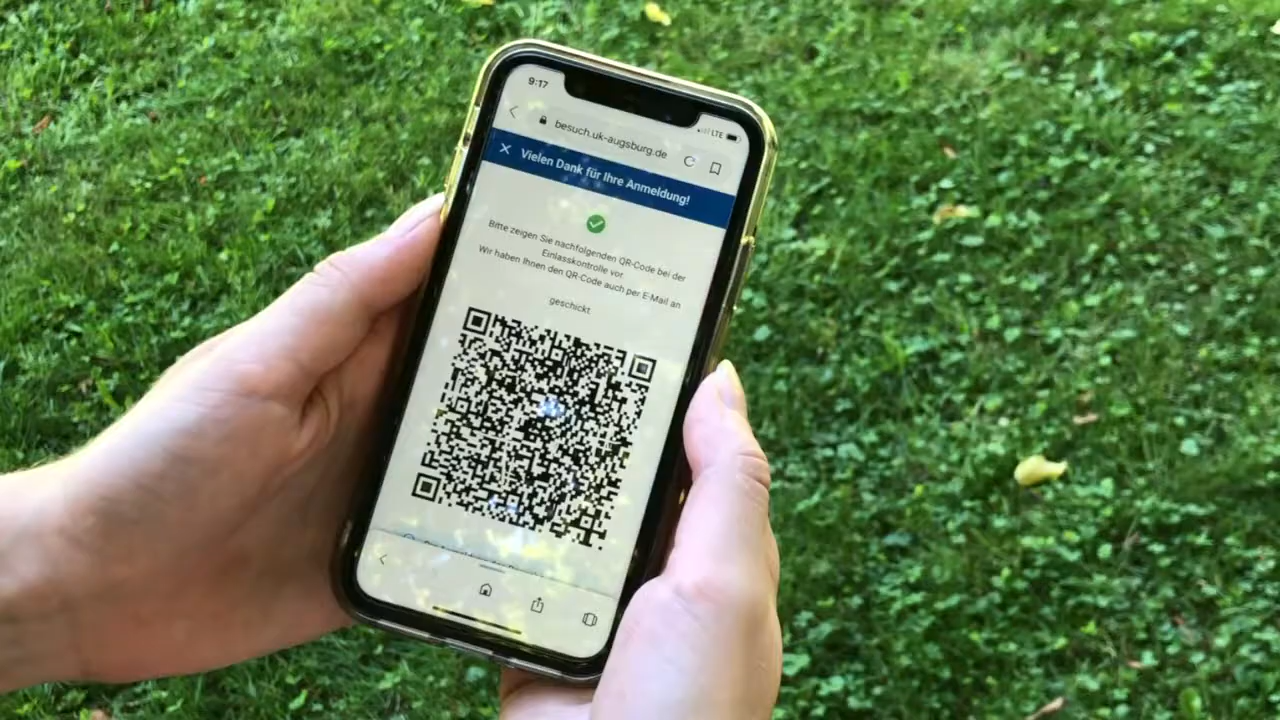 9:17
LTE
besuch.uk-augsburg.de
Vielen Dank für Ihre Anmeldung!
Bitte zeigen Sie nachfolgenden QR-Code bei der
Einlasskontrolle vor.
Wir haben Ihnen den QR-Code auch per E-Mail an
geschickt.